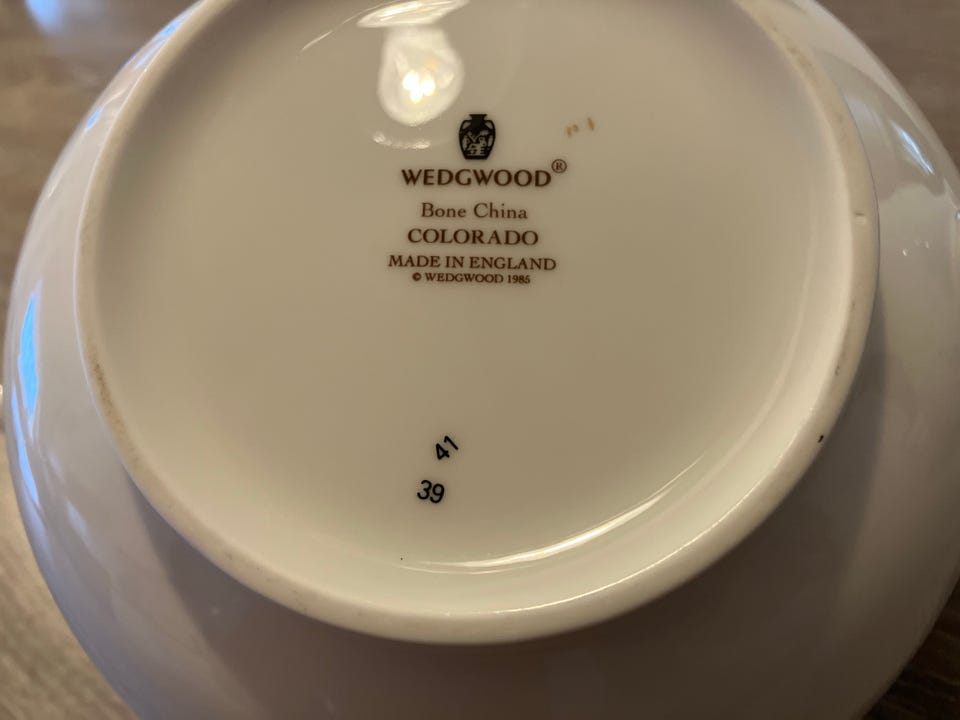 WEDGWOOD®
Bone China
COLORADO
MADE IN ENGLAND
© WEDGWOOD 1985
41
39